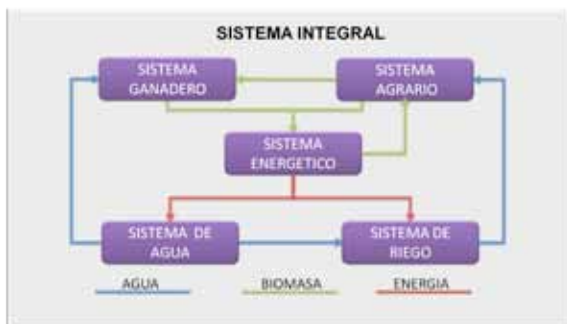 SISTEMA INTEGRAL
SISTEMA
GANADERO
SISTEMA
AGRARIO
SISTEMA
ENERGETICO
SISTEMA DE
AGUA
SISTEMA DE
RIEGO
AGUA
BIOMASA
ENERGIA